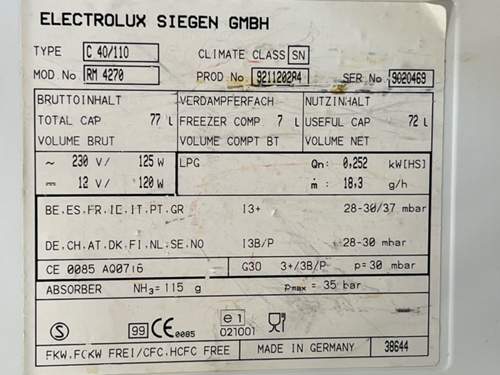 ELECTROLUX SIEGEN GMBH
TYPE C 40/110 CLIMATE CLASS SN
MOD.No RM 4270 PROD No 921120284 SER No 9020469
BRUTTOINHALT VERDAMPFERFACH NUTZINHALT
TOTAL CAP 77 l FREEZER COMP 7 l USEFUL CAP 72 l
VOLUME BRUT VOLUME COMPT BT VOLUME NET
~ 230 V/ 125 W LPG Qn: 0,252 kW[HS]
⎓ 12 V/ 120 W ṁ: 18,3 g/h
BE.ES.FR.IE.IT.PT.GR I3+ 28-30/37 mbar
DE.CH.AT.DK.FI.NL.SE.NO I3B/P 28-30 mbar
CE 0085 AQ0716 G30 3+/3B/P p=30 mbar
ABSORBER NH₃= 115 g pmax = 35 bar
S 99 CE 0085 e1 021001
FKW.FCKW FREI/CFC.HCFC FREE MADE IN GERMANY 38644